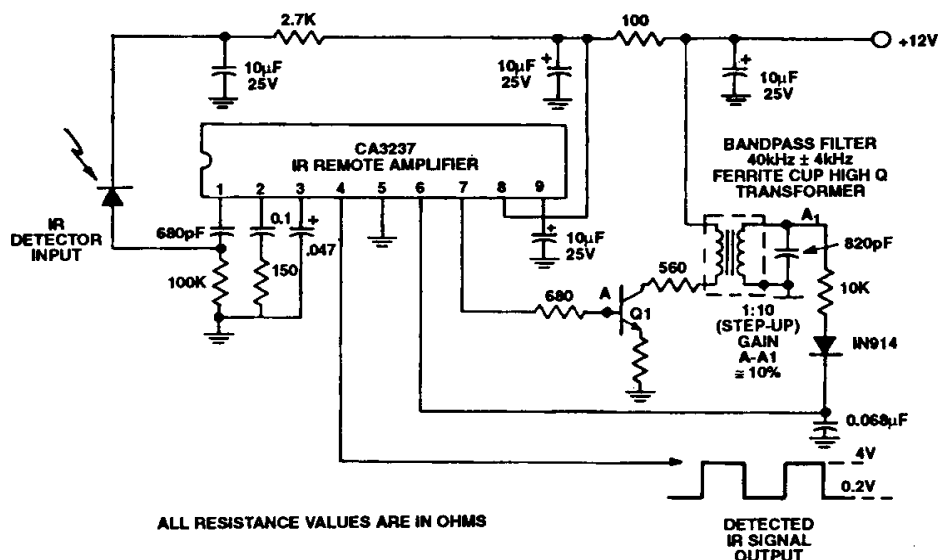 2.7K
100
+12V
10µF
25V
+
10µF
25V
+
10µF
25V
CA3237
IR REMOTE AMPLIFIER
1 2 3 4 5 6 7 8 9
BANDPASS FILTER
40kHz ± 4kHz
FERRITE CUP HIGH Q
TRANSFORMER
IR
DETECTOR
INPUT
680pF
0.1
+
.047
+
10µF
25V
100K
150
A1
820pF
10K
560
680
A
Q1
1:10
(STEP-UP)
GAIN
A-A1
≅ 10%
IN914
0.068µF
4V
0.2V
ALL RESISTANCE VALUES ARE IN OHMS
DETECTED
IR SIGNAL
OUTPUT